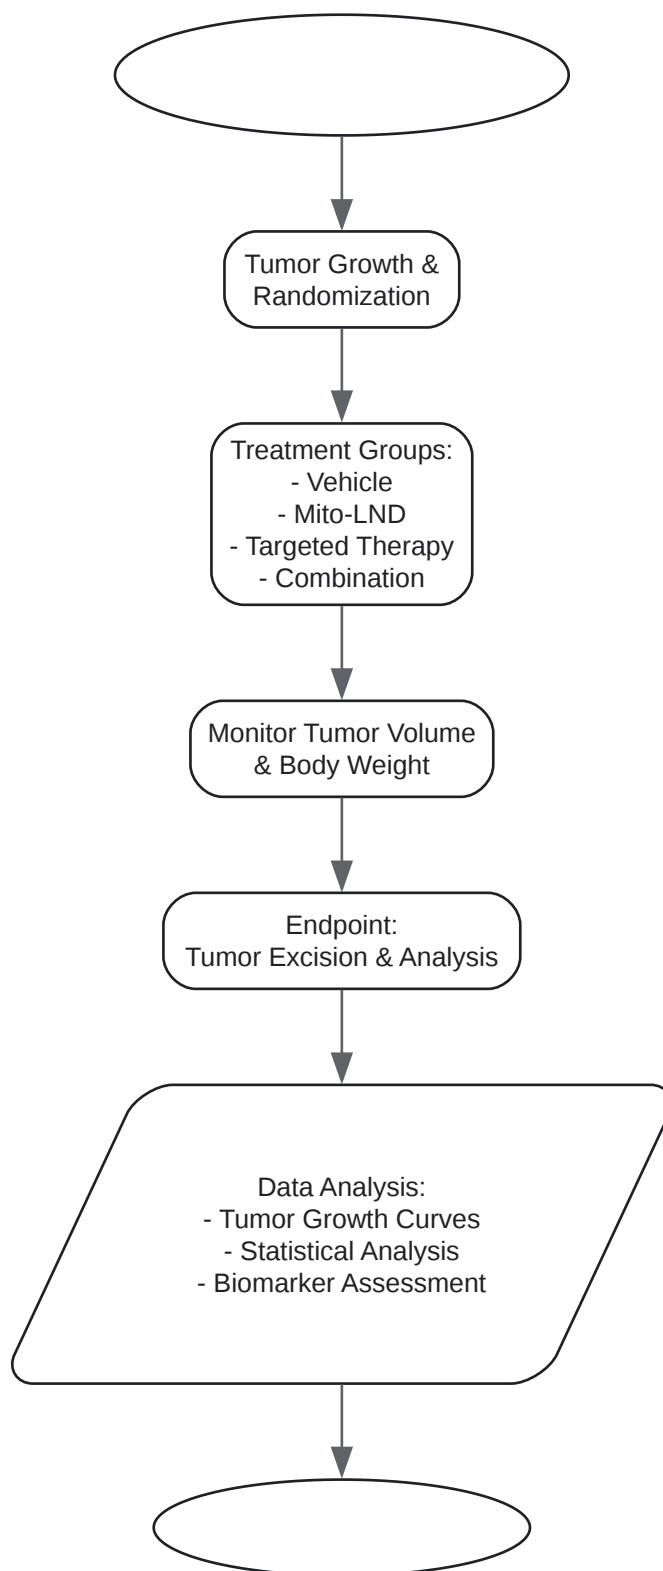 Tumor Growth &
Randomization
Treatment Groups:
- Vehicle
- Mito-LND
- Targeted Therapy
- Combination
Monitor Tumor Volume
& Body Weight
Endpoint:
Tumor Excision & Analysis
Data Analysis:
- Tumor Growth Curves
- Statistical Analysis
- Biomarker Assessment